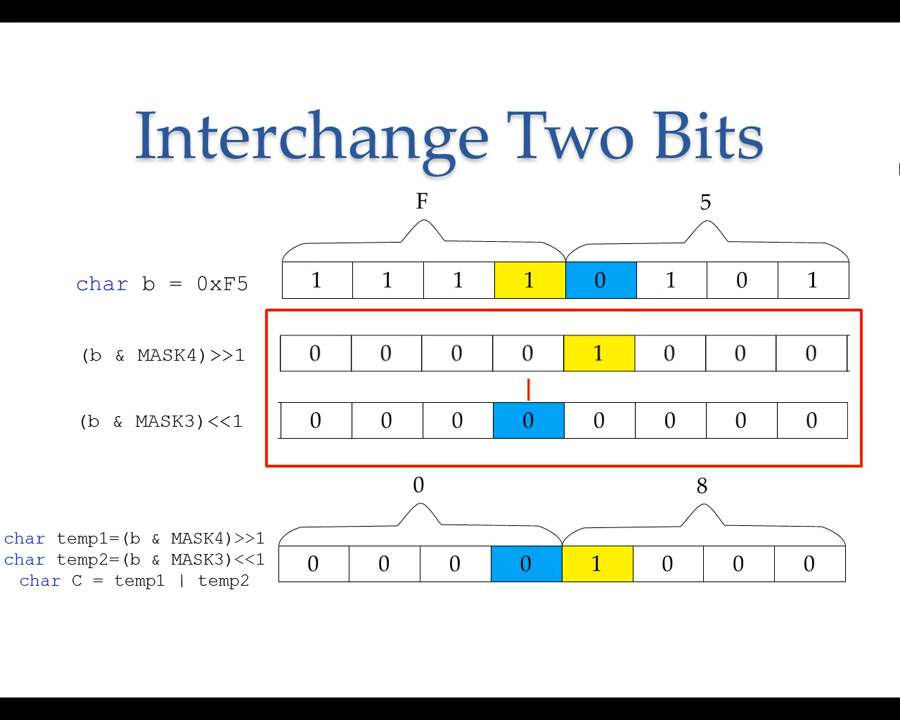 Interchange Two Bits
F 5
char b = 0xF5 1 1 1 1 0 1 0 1
(b & MASK4)>>1 0 0 0 0 1 0 0 0
|
(b & MASK3)<<1 0 0 0 0 0 0 0 0
0 8
char temp1=(b & MASK4)>>1
char temp2=(b & MASK3)<<1
char C = temp1 | temp2
0 0 0 0 1 0 0 0